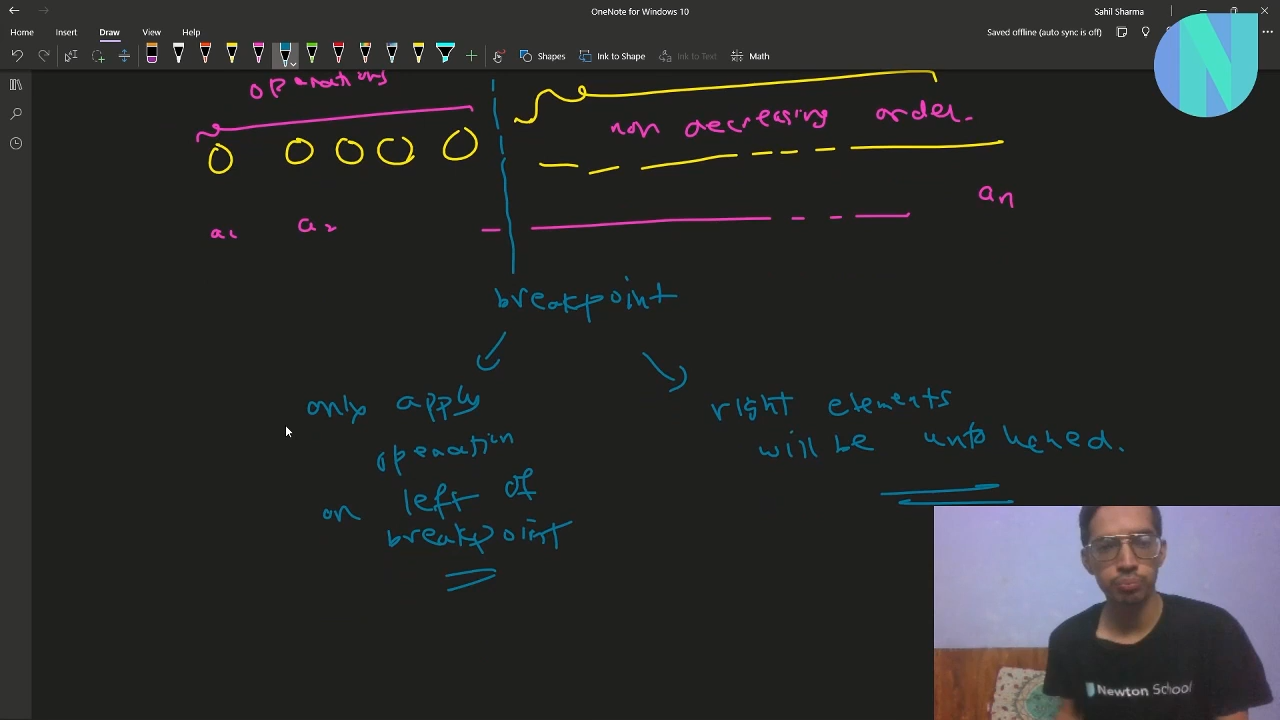 OneNote for Windows 10
Sahil Sharma
Home Insert Draw View Help
Saved offline (auto sync is off)
Shapes Ink to Shape Ink to Text Math
operations
non decreasing order.
a1 a2 an
breakpoint
only apply
operation
on left of
breakpoint
right elements
will be untouched.
Newton School